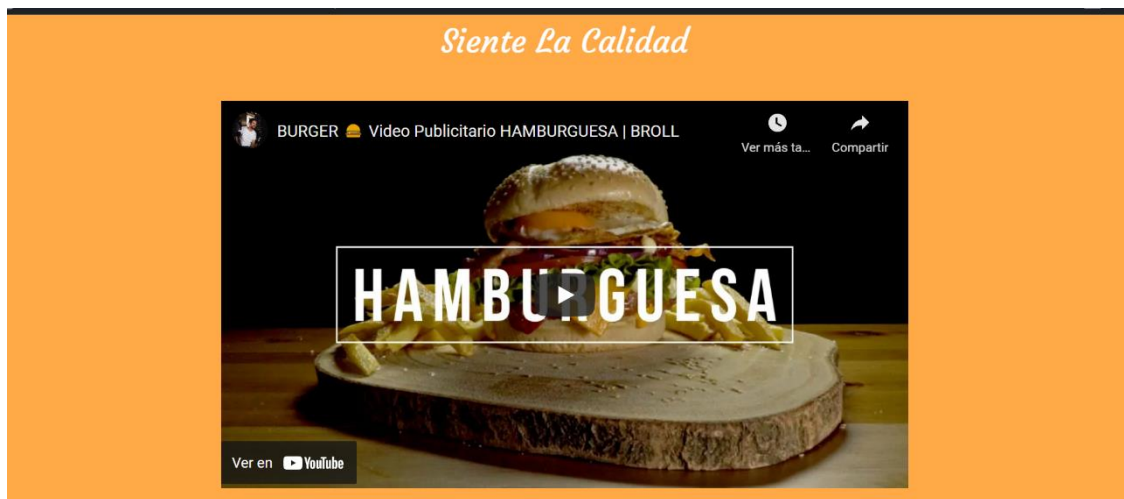 Siente La Calidad
BURGER 🍔 Video Publicitario HAMBURGUESA | BROLL
Ver más ta...
Compartir
HAMBURGUESA
Ver en YouTube